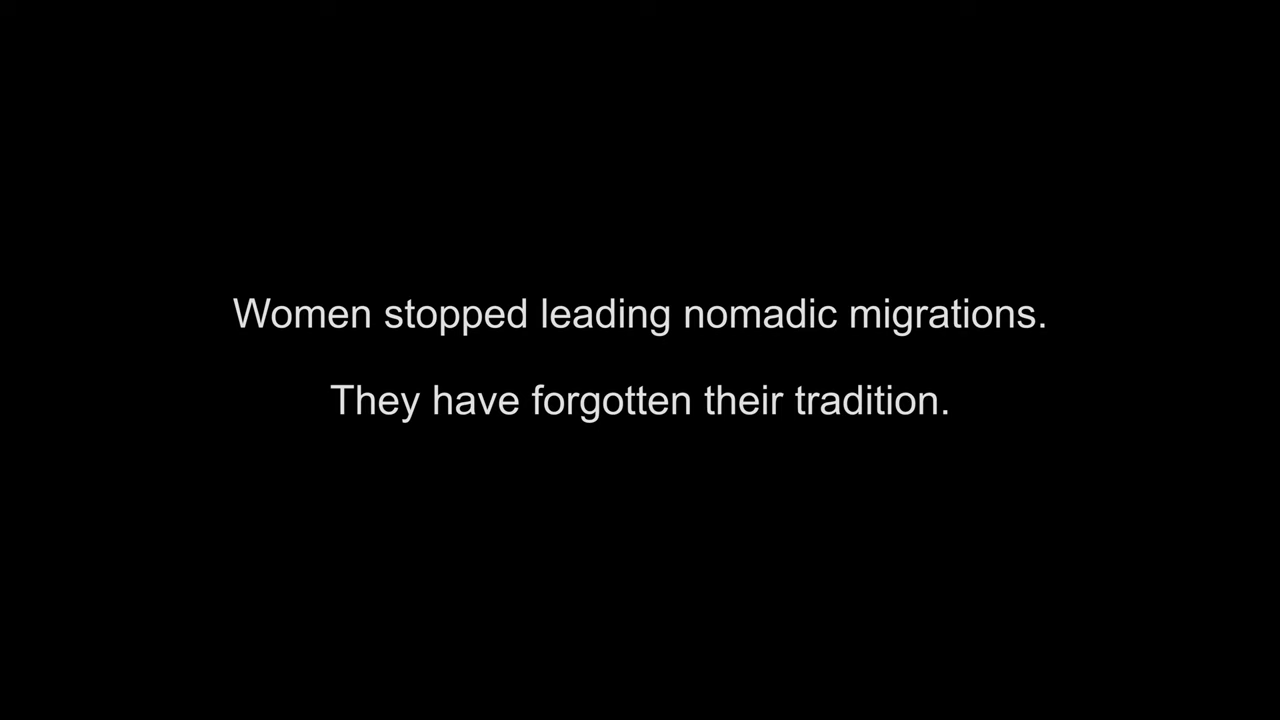 Women stopped leading nomadic migrations.
They have forgotten their tradition.